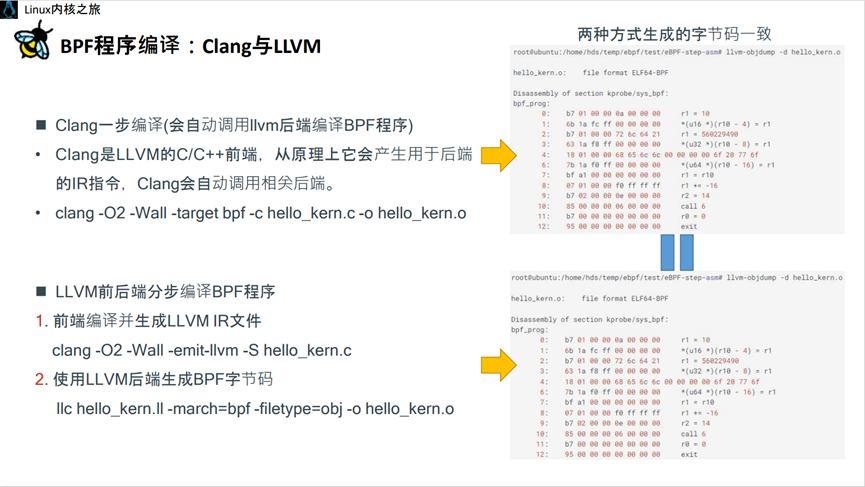 Linux内核之旅
BPF程序编译：Clang与LLVM
■ Clang一步编译(会自动调用llvm后端编译BPF程序)
• Clang是LLVM的C/C++前端，从原理上它会产生用于后端
的IR指令，Clang会自动调用相关后端。
• clang -O2 -Wall -target bpf -c hello_kern.c -o hello_kern.o
■ LLVM前后端分步编译BPF程序
1. 前端编译并生成LLVM IR文件
clang -O2 -Wall -emit-llvm -S hello_kern.c
2. 使用LLVM后端生成BPF字节码
llc hello_kern.ll -march=bpf -filetype=obj -o hello_kern.o
两种方式生成的字节码一致
root@ubuntu:/home/hds/temp/ebpf/test/eBPF-step-asm# llvm-objdump -d hello_kern.o
hello_kern.o: file format ELF64-BPF
Disassembly of section kprobe/sys_bpf:
bpf_prog:
0: b7 01 00 00 0a 00 00 00 r1 = 10
1: 6b 1a fc ff 00 00 00 00 *(u16 *)(r10 - 4) = r1
2: b7 01 00 00 72 6c 64 21 r1 = 560229490
3: 63 1a f8 ff 00 00 00 00 *(u32 *)(r10 - 8) = r1
4: 18 01 00 00 68 65 6c 6c 00 00 00 00 6f 20 77 6f
6: 7b 1a f0 ff 00 00 00 00 *(u64 *)(r10 - 16) = r1
7: bf a1 00 00 00 00 00 00 r1 = r10
8: 07 01 00 00 f0 ff ff ff r1 += -16
9: b7 02 00 00 0e 00 00 00 r2 = 14
10: 85 00 00 00 06 00 00 00 call 6
11: b7 00 00 00 00 00 00 00 r0 = 0
12: 95 00 00 00 00 00 00 00 exit
root@ubuntu:/home/hds/temp/ebpf/test/eBPF-step-asm# llvm-objdump -d hello_kern.o
hello_kern.o: file format ELF64-BPF
Disassembly of section kprobe/sys_bpf:
bpf_prog:
0: b7 01 00 00 0a 00 00 00 r1 = 10
1: 6b 1a fc ff 00 00 00 00 *(u16 *)(r10 - 4) = r1
2: b7 01 00 00 72 6c 64 21 r1 = 560229490
3: 63 1a f8 ff 00 00 00 00 *(u32 *)(r10 - 8) = r1
4: 18 01 00 00 68 65 6c 6c 00 00 00 00 6f 20 77 6f
6: 7b 1a f0 ff 00 00 00 00 *(u64 *)(r10 - 16) = r1
7: bf a1 00 00 00 00 00 00 r1 = r10
8: 07 01 00 00 f0 ff ff ff r1 += -16
9: b7 02 00 00 0e 00 00 00 r2 = 14
10: 85 00 00 00 06 00 00 00 call 6
11: b7 00 00 00 00 00 00 00 r0 = 0
12: 95 00 00 00 00 00 00 00 exit